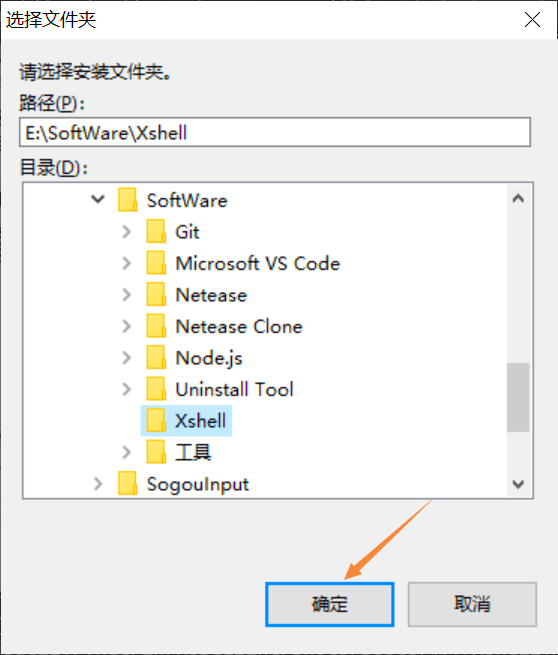 选择文件夹
请选择安装文件夹。
路径(P):
E:\SoftWare\Xshell
目录(D):
SoftWare
Git
Microsoft VS Code
Netease
Netease Clone
Node.js
Uninstall Tool
Xshell
工具
SogouInput
确定
取消